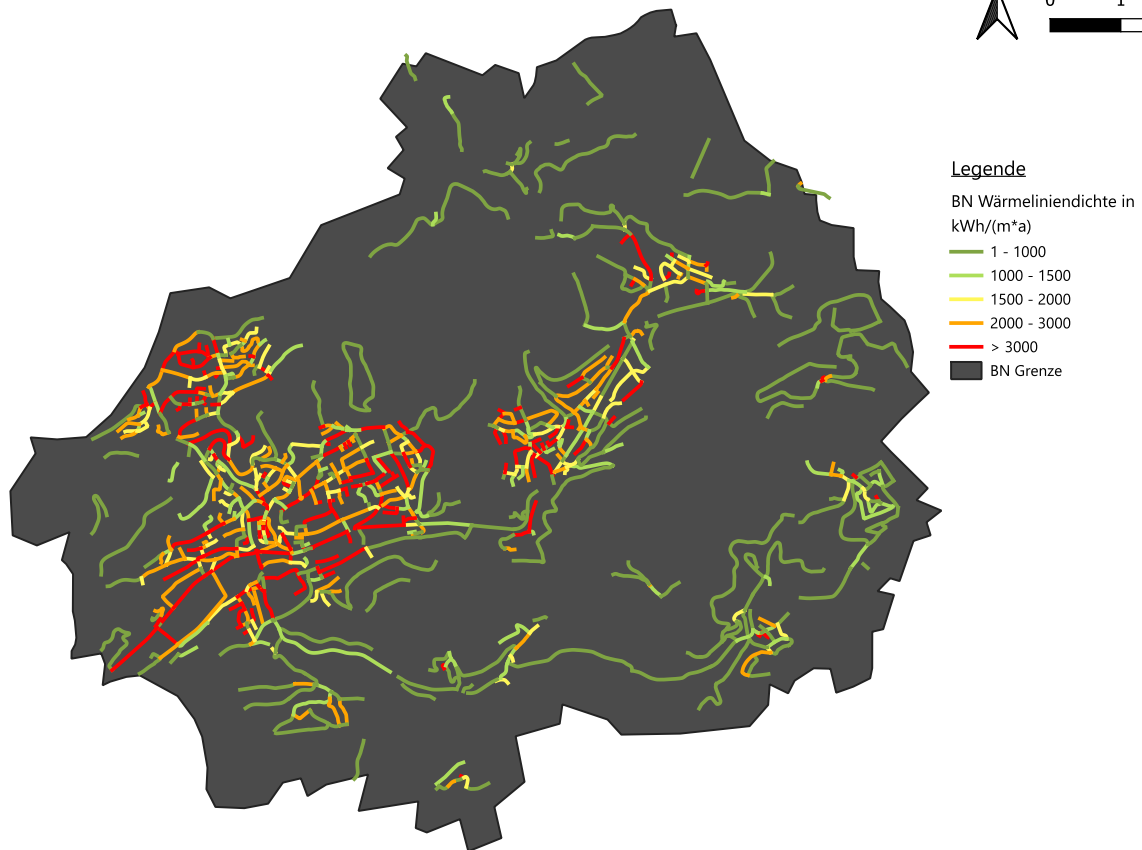 0 1
Legende
BN Wärmeliniendichte in
kWh/(m*a)
1 - 1000
1000 - 1500
1500 - 2000
2000 - 3000
> 3000
BN Grenze